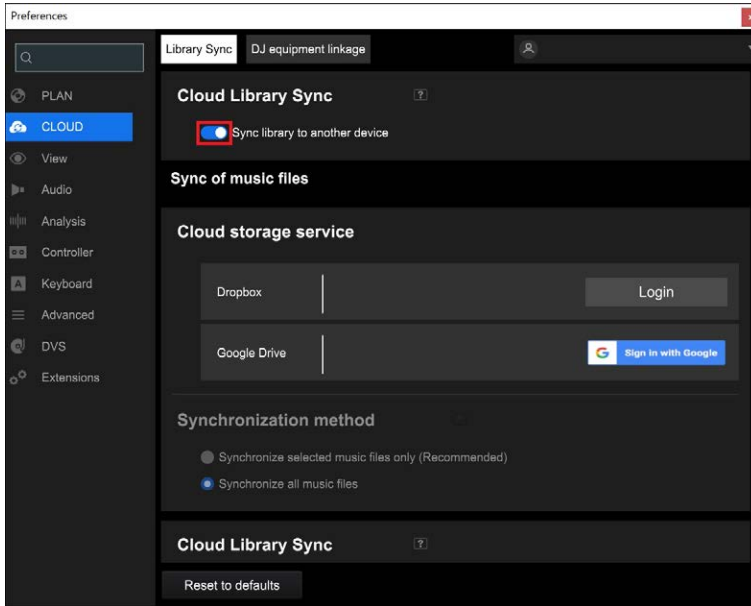 Preferences
PLAN
CLOUD
View
Audio
Analysis
Controller
Keyboard
Advanced
DVS
Extensions
Library Sync
DJ equipment linkage
Cloud Library Sync
?
Sync library to another device
Sync of music files
Cloud storage service
Dropbox
Login
Google Drive
G Sign in with Google
Synchronization method
Synchronize selected music files only (Recommended)
Synchronize all music files
Cloud Library Sync
?
Reset to defaults